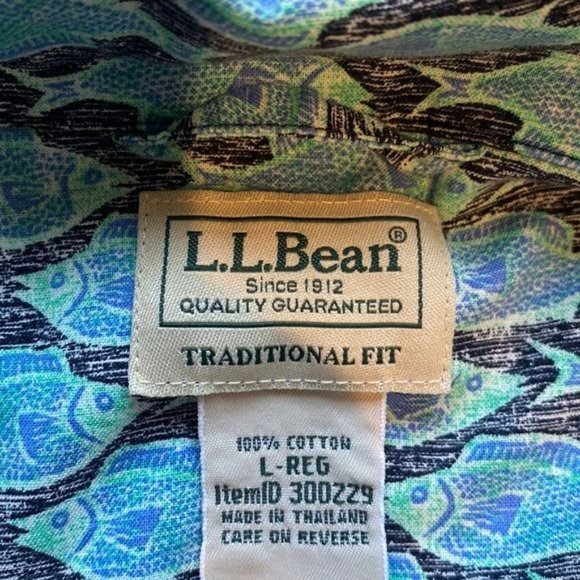 L.L.Bean®
Since 1912
QUALITY GUARANTEED
TRADITIONAL FIT
100% COTTON
L-REG
ItemID 300229
MADE IN THAILAND
CARE ON REVERSE